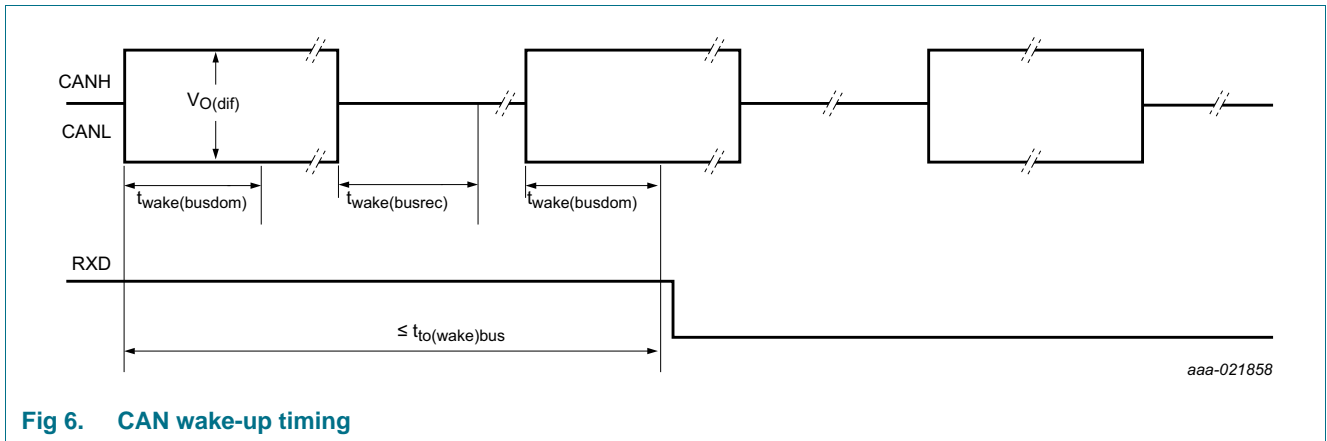 CANH
VO(dif)
CANL
twake(busdom)
twake(busrec)
twake(busdom)
RXD
≤ tto(wake)bus
aaa-021858
Fig 6. CAN wake-up timing